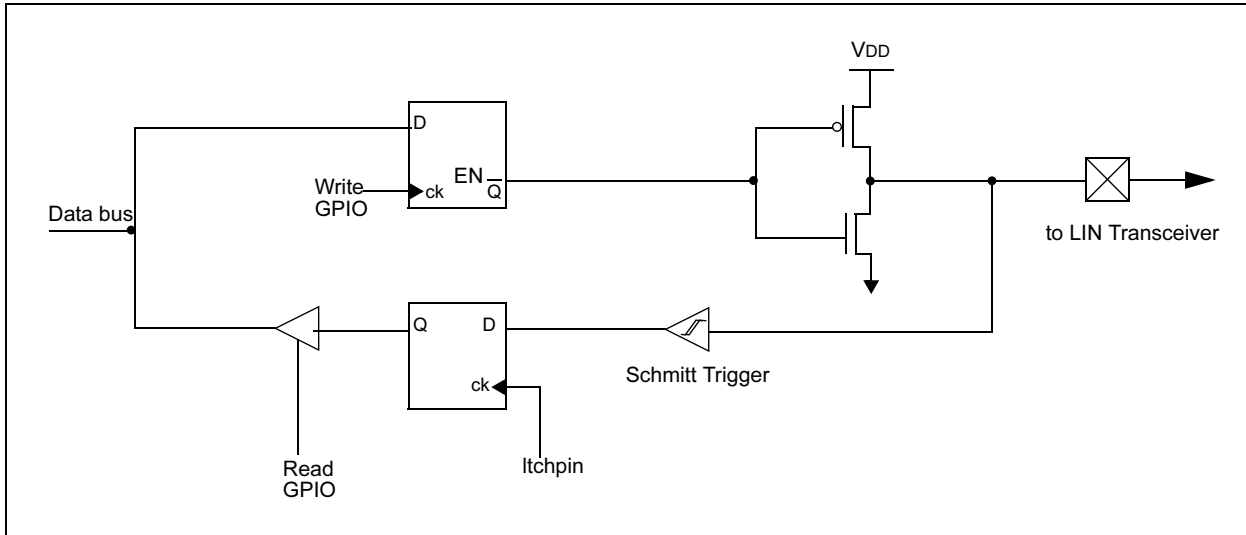 VDD
D
EN Q
Write
GPIO
ck
Data bus
to LIN Transceiver
Q
D
Schmitt Trigger
ck
Read
GPIO
ltchpin